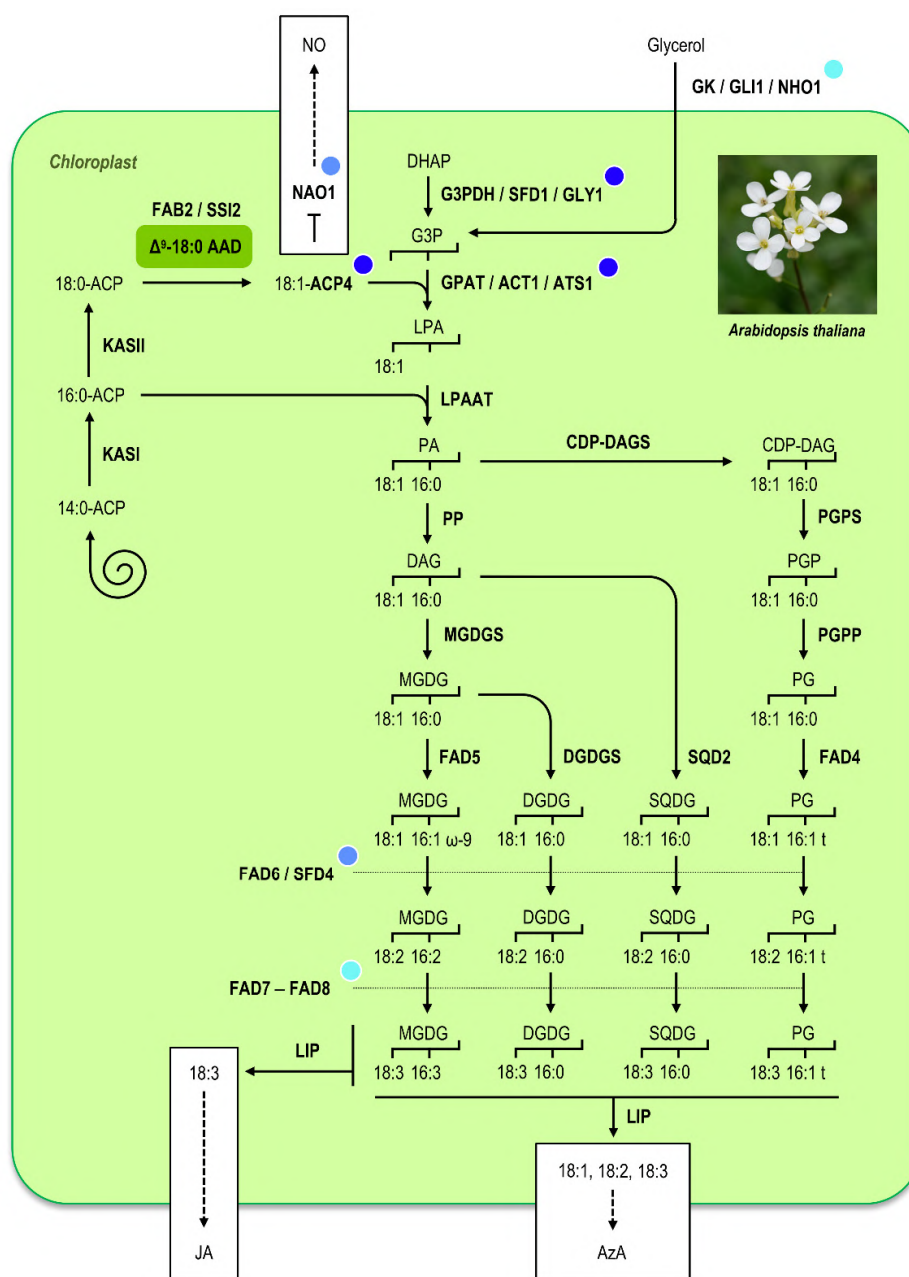 NO
Glycerol
GK / GLI1 / NHO1
Chloroplast
DHAP
NAO1
G3PDH / SFD1 / GLY1
FAB2 / SSI2
Δ⁹-18:0 AAD
G3P
18:0-ACP
18:1-ACP4
GPAT / ACT1 / ATS1
Arabidopsis thaliana
LPA
18:1
KASII
16:0-ACP
LPAAT
KASI
PA
18:1 16:0
CDP-DAGS
CDP-DAG
18:1 16:0
14:0-ACP
PP
PGPS
DAG
18:1 16:0
PGP
18:1 16:0
MGDGS
PGPP
MGDG
18:1 16:0
PG
18:1 16:0
FAD5
DGDGS
SQD2
FAD4
MGDG
DGDG
SQDG
PG
18:1 16:1 ω-9
18:1 16:0
18:1 16:0
18:1 16:1 t
FAD6 / SFD4
MGDG
DGDG
SQDG
PG
18:2 16:2
18:2 16:0
18:2 16:0
18:2 16:1 t
FAD7 – FAD8
MGDG
DGDG
SQDG
PG
18:3 16:3
18:3 16:0
18:3 16:0
18:3 16:1 t
LIP
18:3
LIP
18:1, 18:2, 18:3
JA
AzA